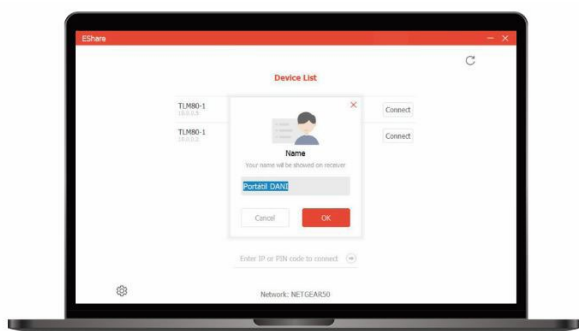 EShare
Device List
TLM80-1
Connect
TLM80-1
Connect
Name
Your name will be showed on receiver
Portátil DANI
Cancel
OK
Enter IP or PIN code to connect
Network: NETGEAR50